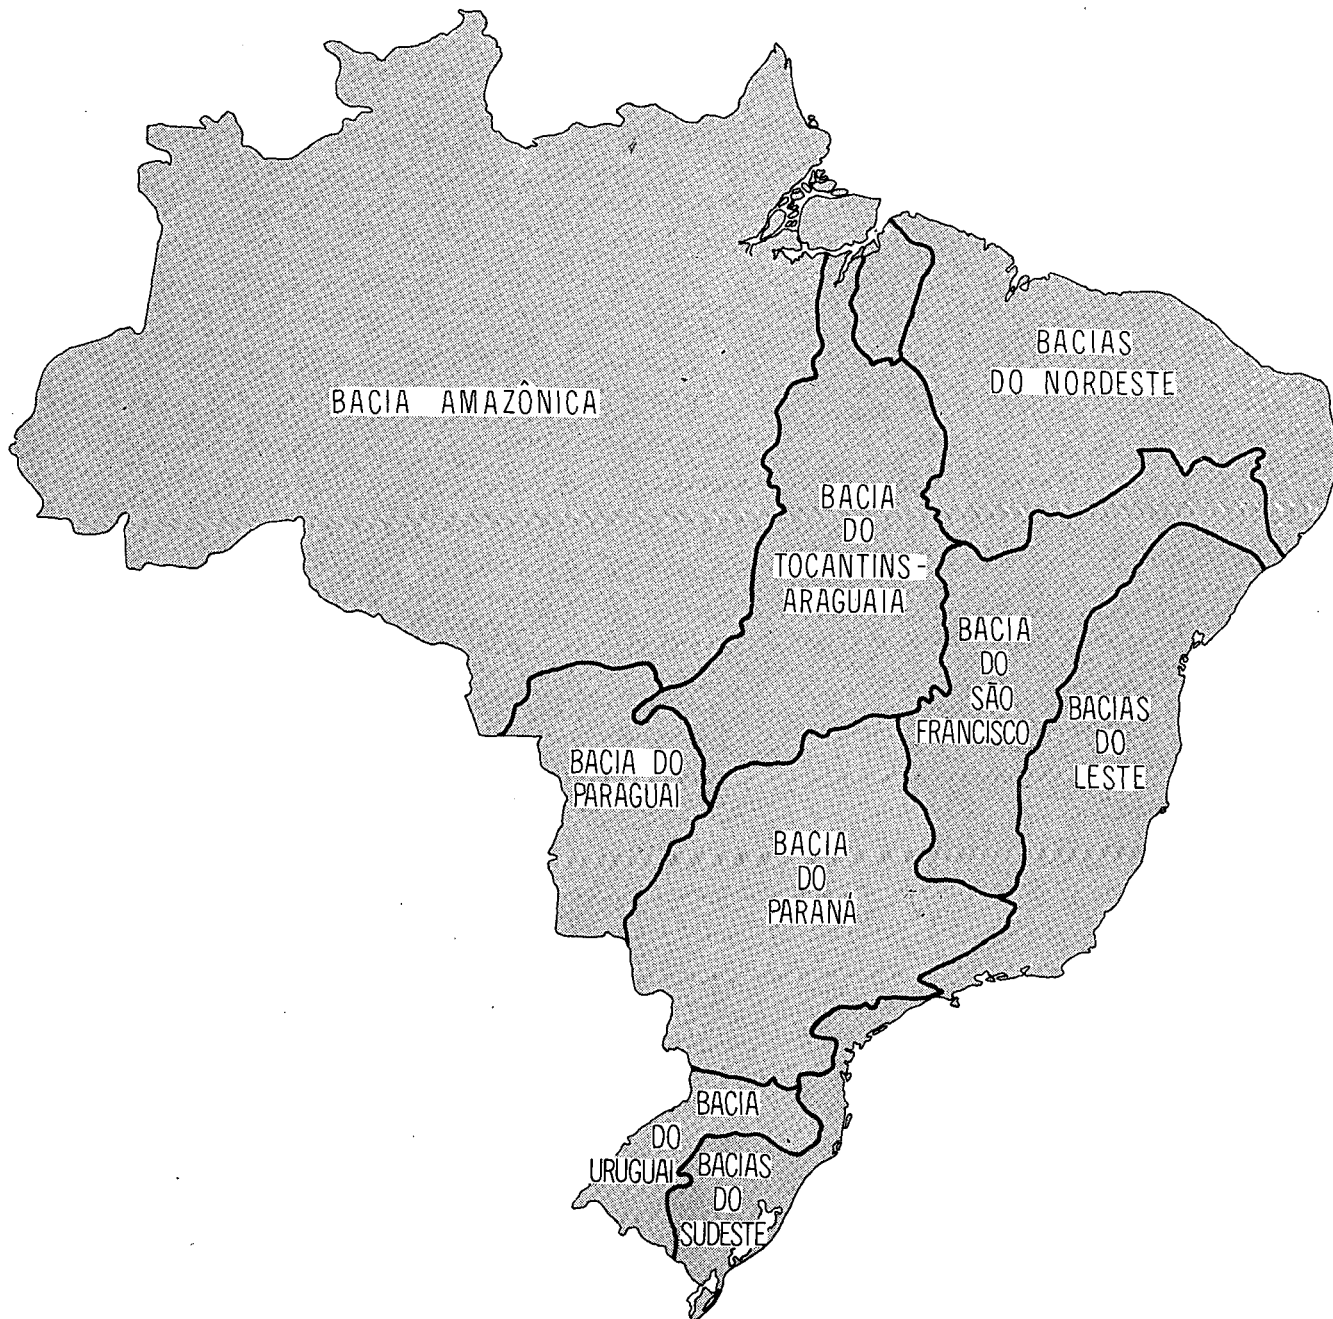 BACIAS
DO NORDESTE
BACIA AMAZÔNICA
BACIA
DO
TOCANTINS-
ARAGUAIA
BACIA
DO
SÃO
FRANCISCO
BACIAS
DO
LESTE
BACIA DO
PARAGUAI
BACIA
DO
PARANÁ
BACIA
DO
URUGUAI
BACIAS
DO
SUDESTE